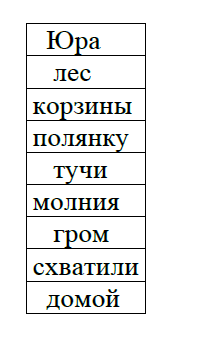 Юра
лес
корзины
полянку
тучи
молния
гром
схватили
домой